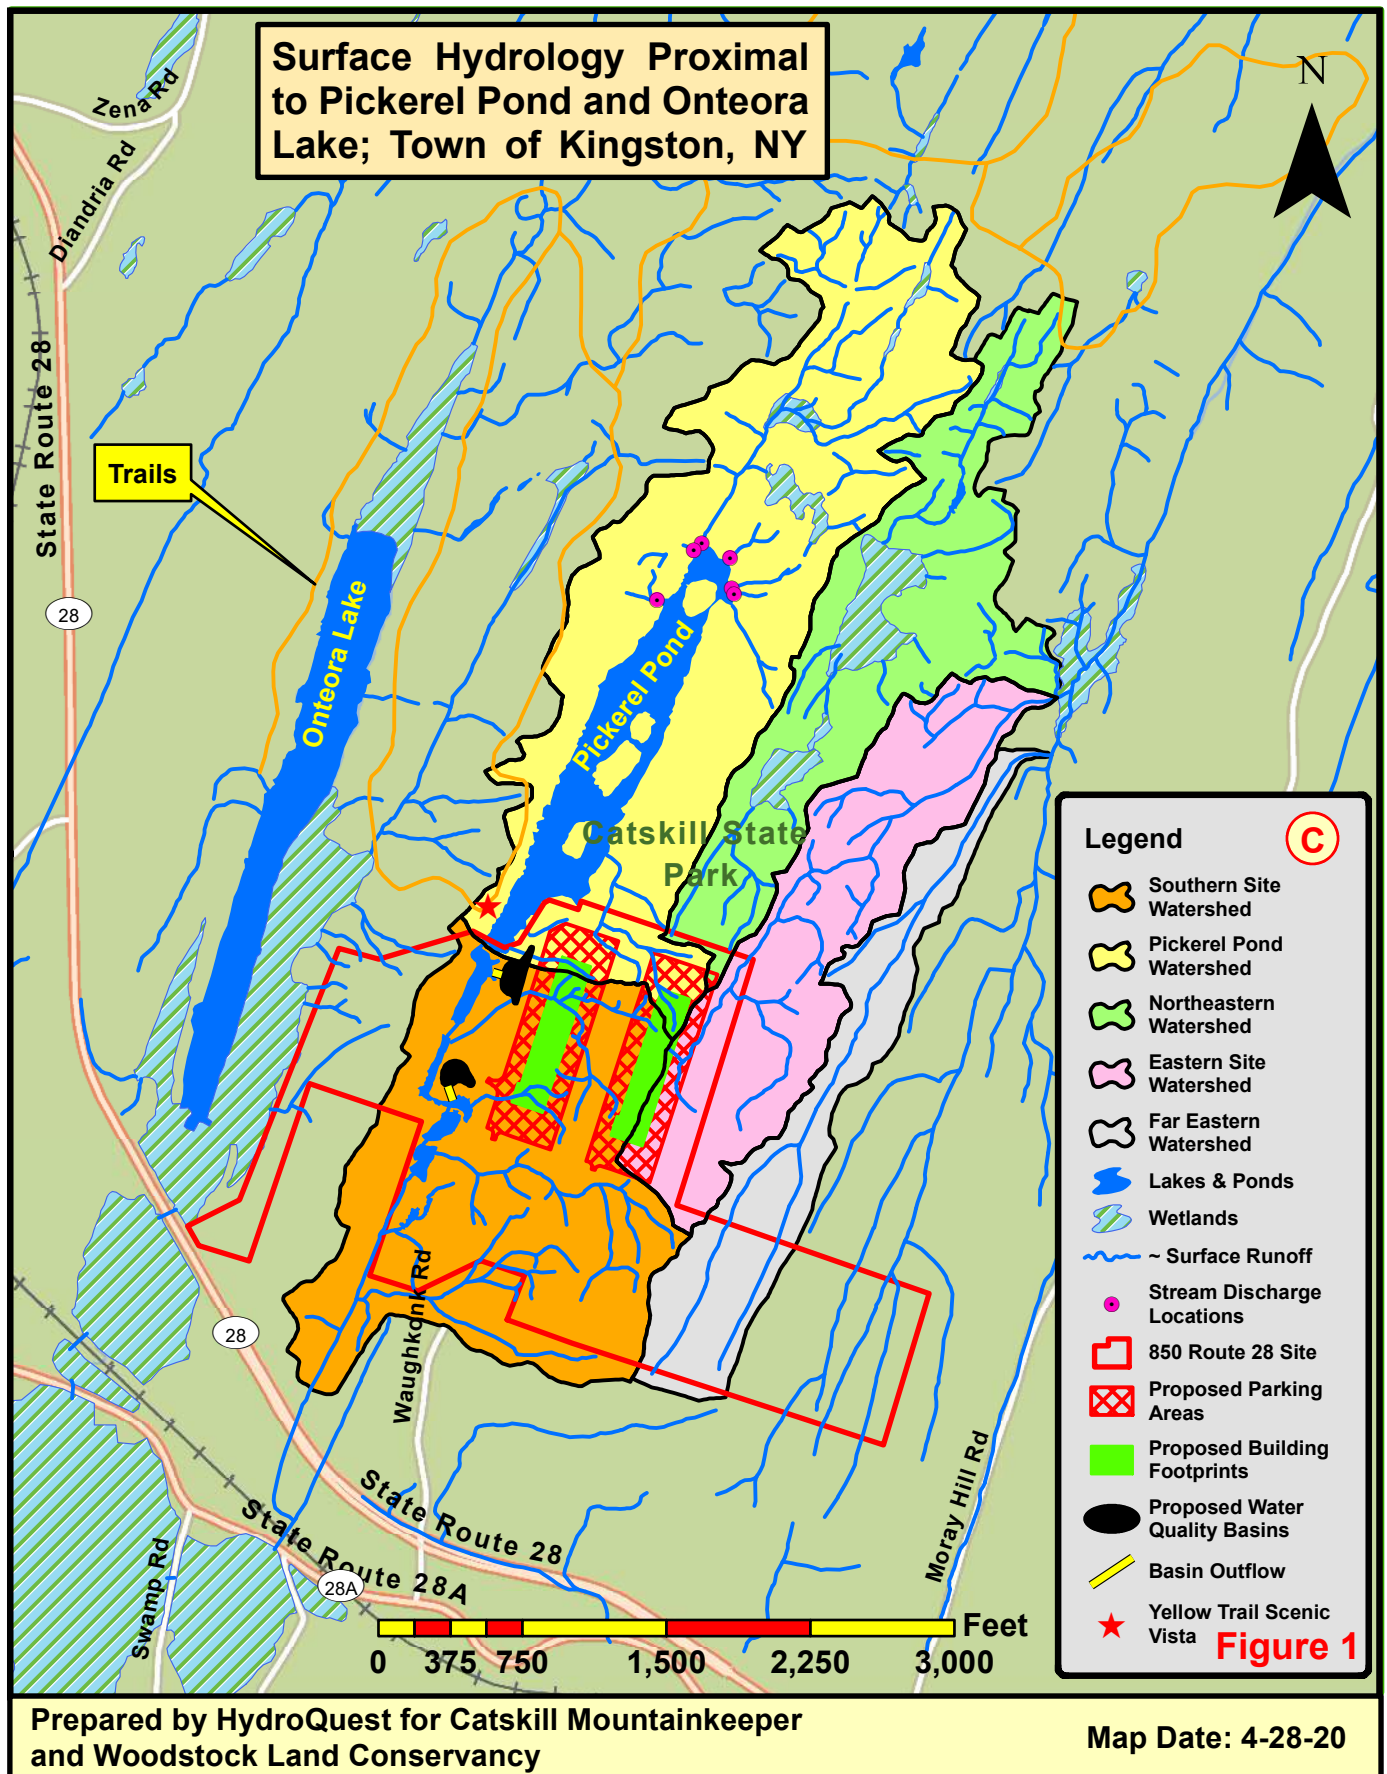 Surface Hydrology Proximal
to Pickerel Pond and Onteora
Lake; Town of Kingston, NY
N
Zena Rd
Diandria Rd
State Route 28
Trails
28
Onteora Lake
Pickerel Pond
Catskill State
Park
Legend
C
Southern Site
Watershed
Pickerel Pond
Watershed
Northeastern
Watershed
Eastern Site
Watershed
Far Eastern
Watershed
Lakes & Ponds
Wetlands
~ Surface Runoff
Stream Discharge
Locations
850 Route 28 Site
Proposed Parking
Areas
Proposed Building
Footprints
Proposed Water
Quality Basins
Basin Outflow
Yellow Trail Scenic
Vista
Figure 1
28
Waughkonk Rd
State Route 28
State Route 28A
28A
Swamp Rd
Moray Hill Rd
Feet
0 375 750 1,500 2,250 3,000
Prepared by HydroQuest for Catskill Mountainkeeper
and Woodstock Land Conservancy
Map Date: 4-28-20